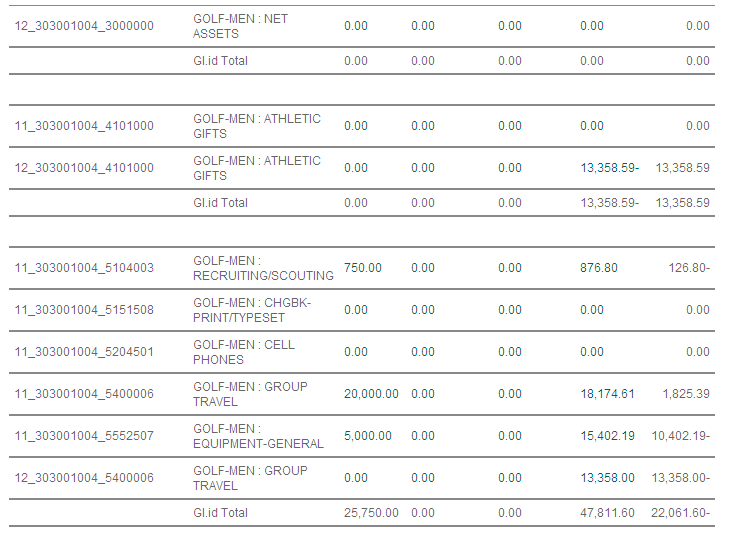 12_303001004_3000000 GOLF-MEN : NET ASSETS 0.00 0.00 0.00 0.00 0.00
Gl.id Total 0.00 0.00 0.00 0.00 0.00
11_303001004_4101000 GOLF-MEN : ATHLETIC GIFTS 0.00 0.00 0.00 0.00 0.00
12_303001004_4101000 GOLF-MEN : ATHLETIC GIFTS 0.00 0.00 0.00 13,358.59- 13,358.59
Gl.id Total 0.00 0.00 0.00 13,358.59- 13,358.59
11_303001004_5104003 GOLF-MEN : RECRUITING/SCOUTING 750.00 0.00 0.00 876.80 126.80-
11_303001004_5151508 GOLF-MEN : CHGBK-PRINT/TYPESET 0.00 0.00 0.00 0.00 0.00
11_303001004_5204501 GOLF-MEN : CELL PHONES 0.00 0.00 0.00 0.00 0.00
11_303001004_5400006 GOLF-MEN : GROUP TRAVEL 20,000.00 0.00 0.00 18,174.61 1,825.39
11_303001004_5552507 GOLF-MEN : EQUIPMENT-GENERAL 5,000.00 0.00 0.00 15,402.19 10,402.19-
12_303001004_5400006 GOLF-MEN : GROUP TRAVEL 0.00 0.00 0.00 13,358.00 13,358.00-
Gl.id Total 25,750.00 0.00 0.00 47,811.60 22,061.60-